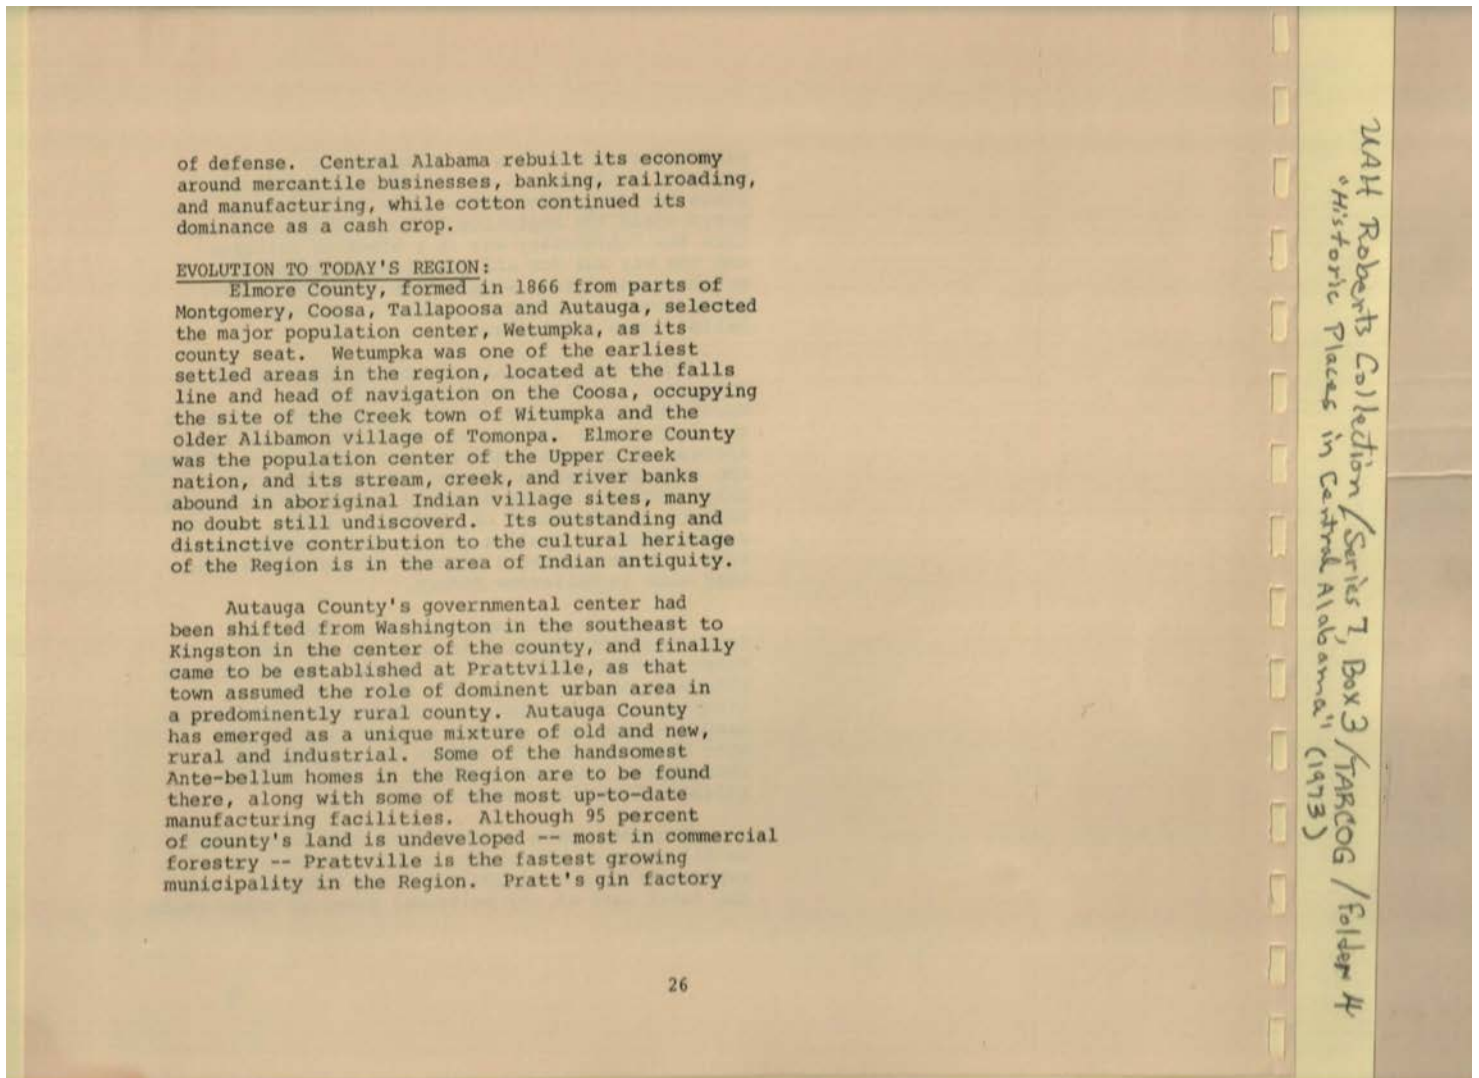 of defense. Central Alabama rebuilt its economy
around mercantile businesses, banking, railroading,
and manufacturing, while cotton continued its
dominance as a cash crop.
EVOLUTION TO TODAY'S REGION:
Elmore County, formed in 1866 from parts of
Montgomery, Coosa, Tallapoosa and Autauga, selected
the major population center, Wetumpka, as its
county seat. Wetumpka was one of the earliest
settled areas in the region, located at the falls
line and head of navigation on the Coosa, occupying
the site of the Creek town of Witumpka and the
older Alibamon village of Tomonpa. Elmore County
was the population center of the Upper Creek
nation, and its stream, creek, and river banks
abound in aboriginal Indian village sites, many
no doubt still undiscoverd. Its outstanding and
distinctive contribution to the cultural heritage
of the Region is in the area of Indian antiquity.
Autauga County's governmental center had
been shifted from Washington in the southeast to
Kingston in the center of the county, and finally
came to be established at Prattville, as that
town assumed the role of dominent urban area in
a predominently rural county. Autauga County
has emerged as a unique mixture of old and new,
rural and industrial. Some of the handsomest
Ante-bellum homes in the Region are to be found
there, along with some of the most up-to-date
manufacturing facilities. Although 95 percent
of county's land is undeveloped -- most in commercial
forestry -- Prattville is the fastest growing
municipality in the Region. Pratt's gin factory
26
UAH Roberts Collection/Series 7, Box 3/TARCOG/Folder 4
"Historic Places in Central Alabama" (1973)